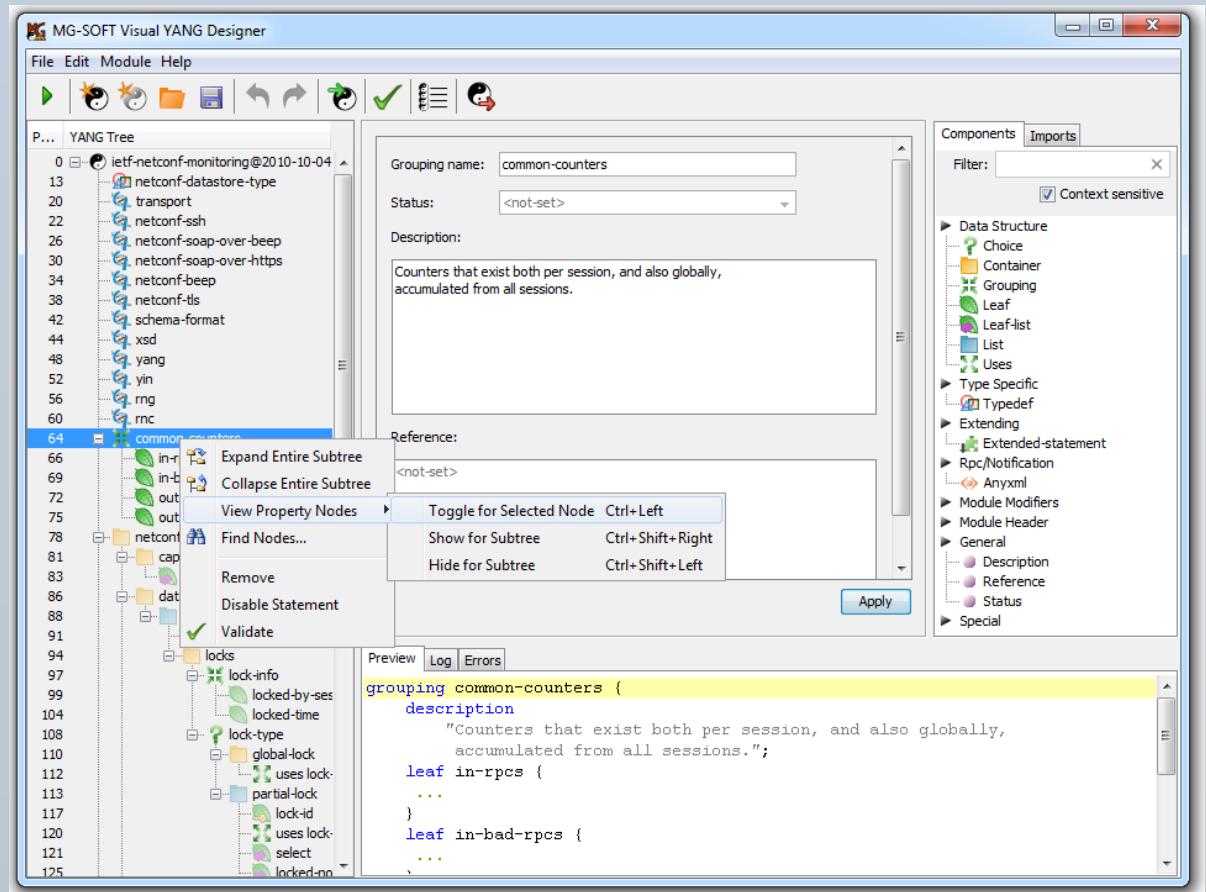 MG-SOFT Visual YANG Designer
File Edit Module Help
P... YANG Tree
0 ietf-netconf-monitoring@2010-10-04
13 netconf-datastore-type
20 transport
22 netconf-ssh
26 netconf-soap-over-beep
30 netconf-soap-over-https
34 netconf-beep
38 netconf-tls
42 schema-format
44 xsd
48 yang
52 yin
56 rng
60 rnc
64 common-counters
66 in-r
69 in-b
72 out
75 out
78 netconf
81 cap
83
86 dat
88
91
94 locks
97 lock-info
99 locked-by-ses
104 locked-time
108 lock-type
110 global-lock
112 uses lock-
113 partial-lock
117 lock-id
120 uses lock-
121 select
125 locked-no
Expand Entire Subtree
Collapse Entire Subtree
View Property Nodes
Find Nodes...
Remove
Disable Statement
Validate
Toggle for Selected Node Ctrl+Left
Show for Subtree Ctrl+Shift+Right
Hide for Subtree Ctrl+Shift+Left
Grouping name: common-counters
Status: <not-set>
Description:
Counters that exist both per session, and also globally,
accumulated from all sessions.
Reference:
<not-set>
Apply
Components Imports
Filter:
Context sensitive
Data Structure
Choice
Container
Grouping
Leaf
Leaf-list
List
Uses
Type Specific
Typedef
Extending
Extended-statement
Rpc/Notification
Anyxml
Module Modifiers
Module Header
General
Description
Reference
Status
Special
Preview Log Errors
grouping common-counters {
description
"Counters that exist both per session, and also globally,
accumulated from all sessions.";
leaf in-rpcs {
...
}
leaf in-bad-rpcs {
...
}